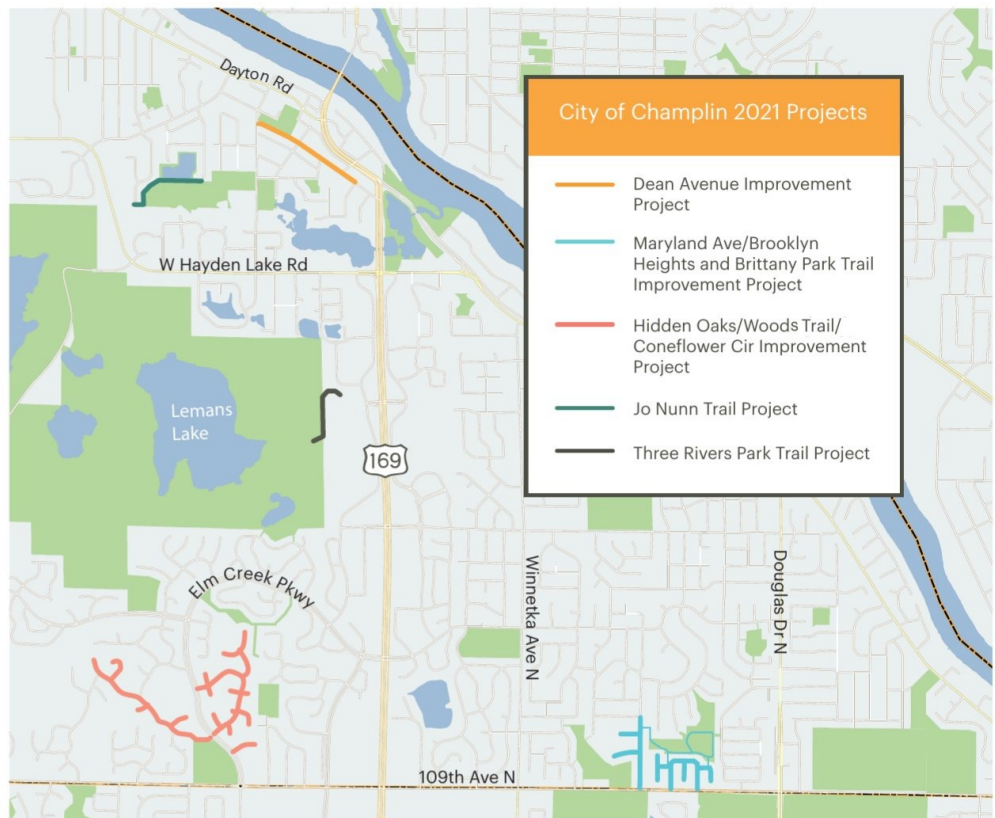 Dayton Rd
City of Champlin 2021 Projects
Dean Avenue Improvement
Project
Maryland Ave/Brooklyn
Heights and Brittany Park Trail
Improvement Project
Hidden Oaks/Woods Trail/
Coneflower Cir Improvement
Project
Jo Nunn Trail Project
Three Rivers Park Trail Project
W Hayden Lake Rd
Lemans
Lake
169
Elm Creek Pkwy
Winnetka Ave N
Douglas Dr N
109th Ave N